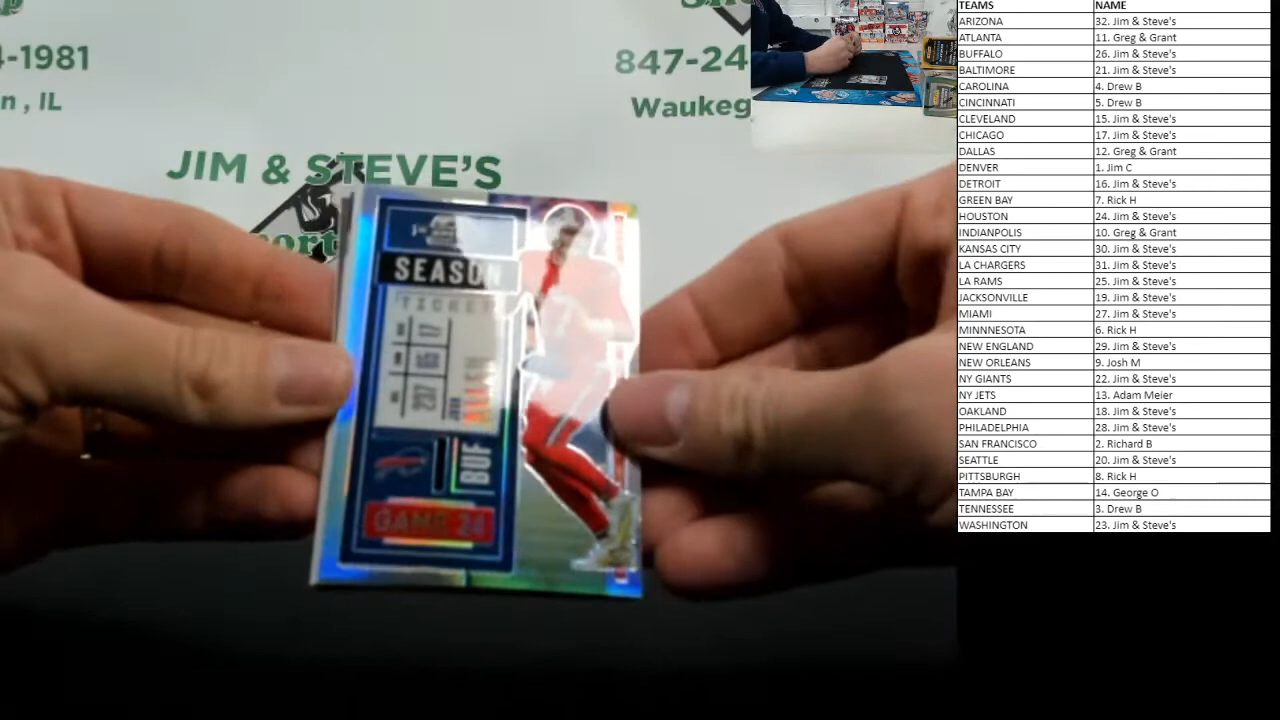 4-1981
n , IL
847-24
Waukeg
JIM & STEVE'S
SEASON
TICKET
JOSH
ALLEN
BUF
GAME 24
TEAMS NAME
ARIZONA 32. Jim & Steve's
ATLANTA 11. Greg & Grant
BUFFALO 26. Jim & Steve's
BALTIMORE 21. Jim & Steve's
CAROLINA 4. Drew B
CINCINNATI 5. Drew B
CLEVELAND 15. Jim & Steve's
CHICAGO 17. Jim & Steve's
DALLAS 12. Greg & Grant
DENVER 1. Jim C
DETROIT 16. Jim & Steve's
GREEN BAY 7. Rick H
HOUSTON 24. Jim & Steve's
INDIANPOLIS 10. Greg & Grant
KANSAS CITY 30. Jim & Steve's
LA CHARGERS 31. Jim & Steve's
LA RAMS 25. Jim & Steve's
JACKSONVILLE 19. Jim & Steve's
MIAMI 27. Jim & Steve's
MINNNESOTA 6. Rick H
NEW ENGLAND 29. Jim & Steve's
NEW ORLEANS 9. Josh M
NY GIANTS 22. Jim & Steve's
NY JETS 13. Adam Meier
OAKLAND 18. Jim & Steve's
PHILADELPHIA 28. Jim & Steve's
SAN FRANCISCO 2. Richard B
SEATTLE 20. Jim & Steve's
PITTSBURGH 8. Rick H
TAMPA BAY 14. George O
TENNESSEE 3. Drew B
WASHINGTON 23. Jim & Steve's